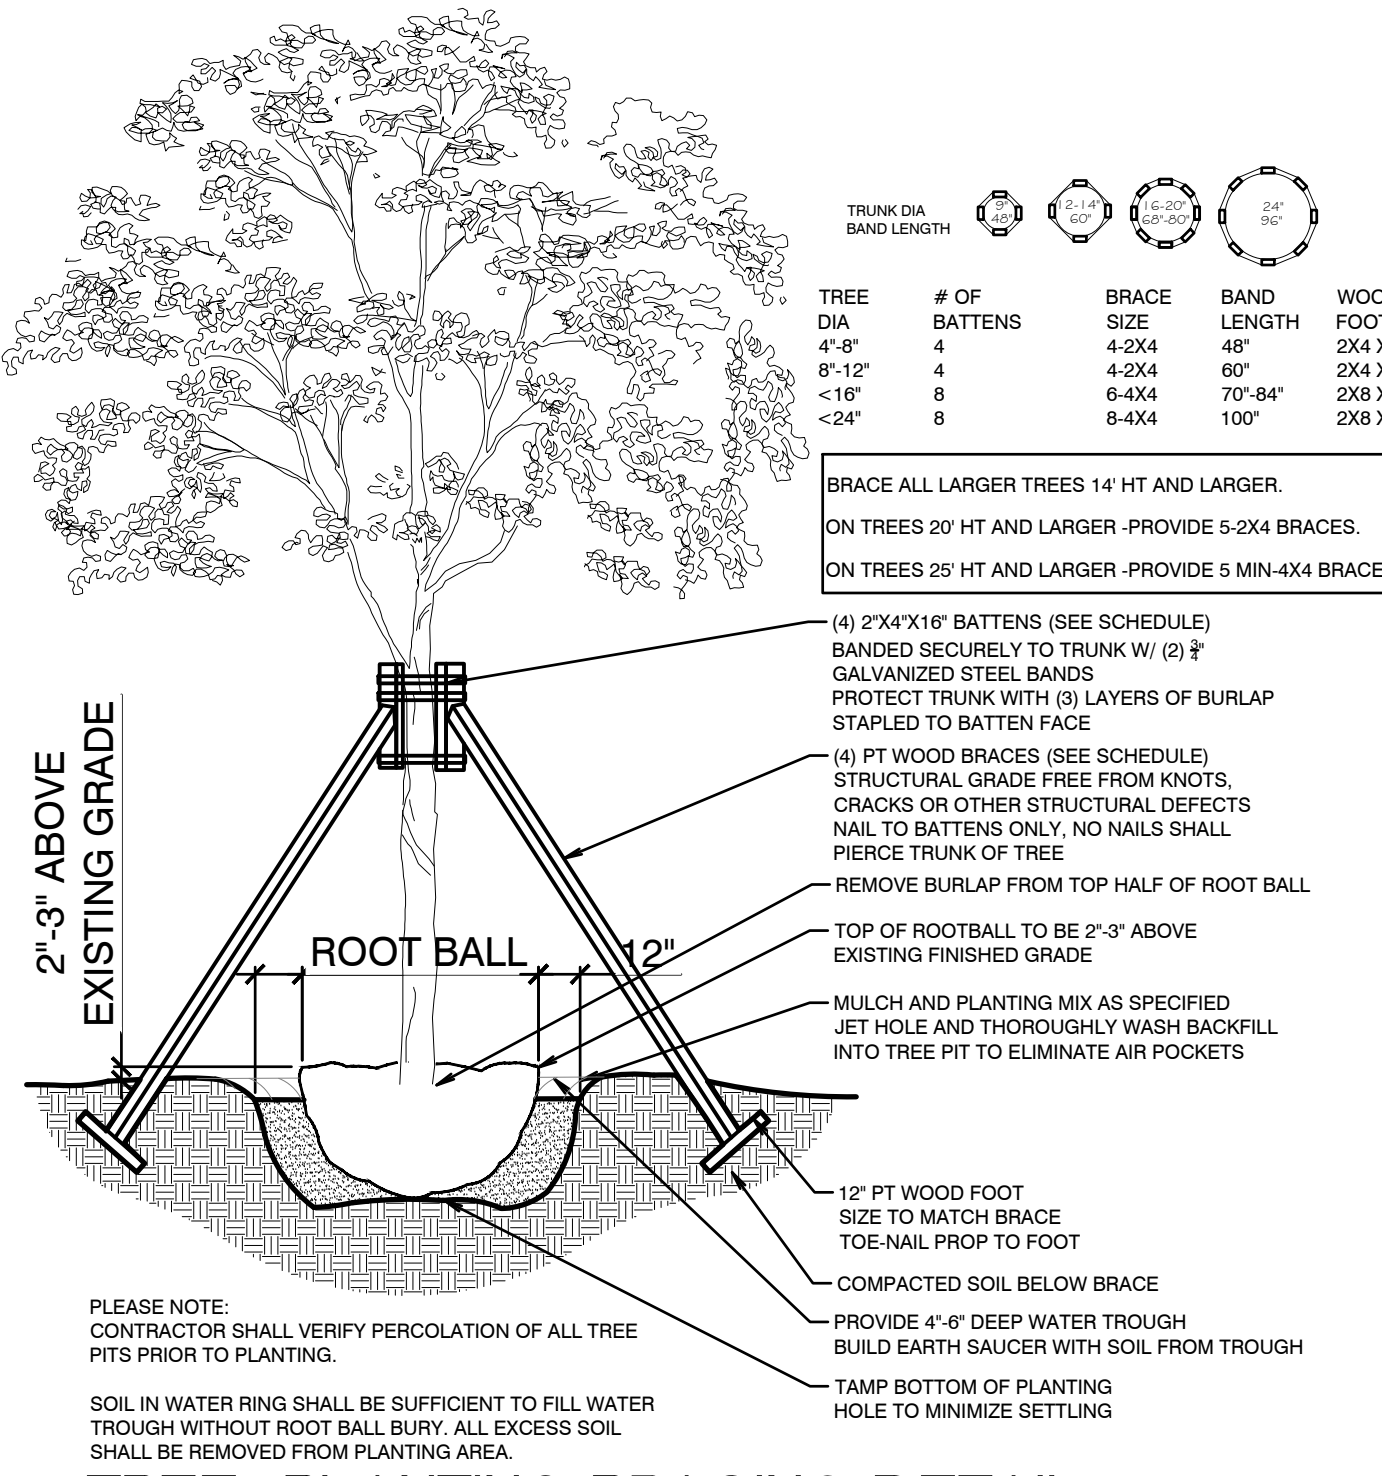 TRUNK DIA
BAND LENGTH
9"
48"
12-14"
60"
16-20"
68"-80"
24"
96"
TREE # OF BRACE BAND
DIA BATTENS SIZE LENGTH
4"-8" 4 4-2X4 48" 2X4
8"-12" 4 4-2X4 60" 2X4
<16" 8 6-4X4 70"-84" 2X8
<24" 8 8-4X4 100" 2X8
BRACE ALL LARGER TREES 14' HT AND LARGER.
ON TREES 20' HT AND LARGER -PROVIDE 5-2X4 BRACES.
ON TREES 25' HT AND LARGER -PROVIDE 5 MIN-4X4 BRACE
(4) 2"X4"X16" BATTENS (SEE SCHEDULE)
BANDED SECURELY TO TRUNK W/ (2) 3/4"
GALVANIZED STEEL BANDS
PROTECT TRUNK WITH (3) LAYERS OF BURLAP
STAPLED TO BATTEN FACE
(4) PT WOOD BRACES (SEE SCHEDULE)
STRUCTURAL GRADE FREE FROM KNOTS,
CRACKS OR OTHER STRUCTURAL DEFECTS
NAIL TO BATTENS ONLY, NO NAILS SHALL
PIERCE TRUNK OF TREE
REMOVE BURLAP FROM TOP HALF OF ROOT BALL
TOP OF ROOTBALL TO BE 2"-3" ABOVE
EXISTING FINISHED GRADE
MULCH AND PLANTING MIX AS SPECIFIED
JET HOLE AND THOROUGHLY WASH BACKFILL
INTO TREE PIT TO ELIMINATE AIR POCKETS
2"-3" ABOVE
EXISTING GRADE
ROOT BALL 12"
12" PT WOOD FOOT
SIZE TO MATCH BRACE
TOE-NAIL PROP TO FOOT
COMPACTED SOIL BELOW BRACE
PROVIDE 4"-6" DEEP WATER TROUGH
BUILD EARTH SAUCER WITH SOIL FROM TROUGH
TAMP BOTTOM OF PLANTING
HOLE TO MINIMIZE SETTLING
PLEASE NOTE:
CONTRACTOR SHALL VERIFY PERCOLATION OF ALL TREE
PITS PRIOR TO PLANTING.
SOIL IN WATER RING SHALL BE SUFFICIENT TO FILL WATER
TROUGH WITHOUT ROOT BALL BURY. ALL EXCESS SOIL
SHALL BE REMOVED FROM PLANTING AREA.